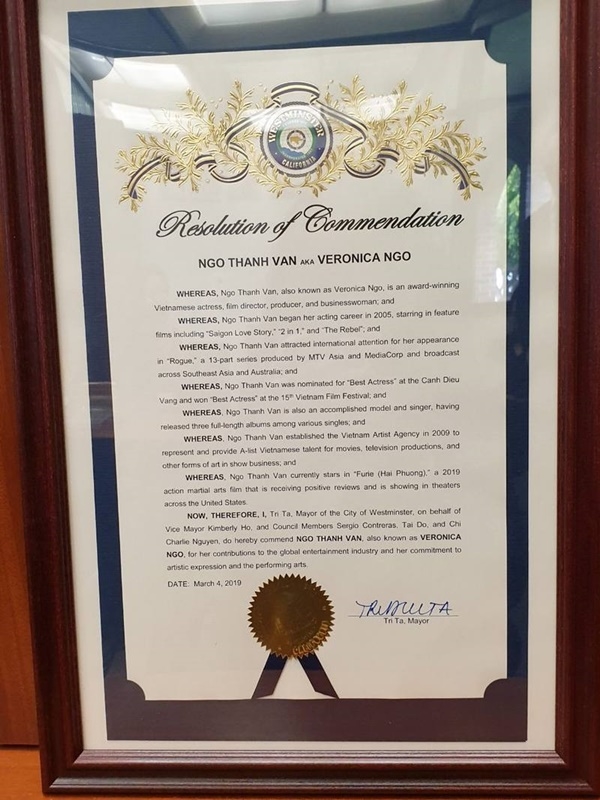 WESTMINSTER
CALIFORNIA
Resolution of Commendation
NGO THANH VAN AKA VERONICA NGO
WHEREAS, Ngo Thanh Van, also known as Veronica Ngo, is an award-winning
Vietnamese actress, film director, producer, and businesswoman; and
WHEREAS, Ngo Thanh Van began her acting career in 2005, starring in feature
films including "Saigon Love Story," "2 in 1," and "The Rebel"; and
WHEREAS, Ngo Thanh Van attracted international attention for her appearance
in "Rogue," a 13-part series produced by MTV Asia and MediaCorp and broadcast
across Southeast Asia and Australia; and
WHEREAS, Ngo Thanh Van was nominated for "Best Actress" at the Canh Dieu
Vang and won "Best Actress" at the 15th Vietnam Film Festival; and
WHEREAS, Ngo Thanh Van is also an accomplished model and singer, having
released three full-length albums among various singles; and
WHEREAS, Ngo Thanh Van established the Vietnam Artist Agency in 2009 to
represent and provide A-list Vietnamese talent for movies, television productions, and
other forms of art in show business; and
WHEREAS, Ngo Thanh Van currently stars in "Furie (Hai Phuong)," a 2019
action martial arts film that is receiving positive reviews and is showing in theaters
across the United States.
NOW, THEREFORE, I, Tri Ta, Mayor of the City of Westminster, on behalf of
Vice Mayor Kimberly Ho, and Council Members Sergio Contreras, Tai Do, and Chi
Charlie Nguyen, do hereby commend NGO THANH VAN, also known as VERONICA
NGO, for her contributions to the global entertainment industry and her commitment to
artistic expression and the performing arts.
DATE: March 4, 2019
Tri Ta, Mayor